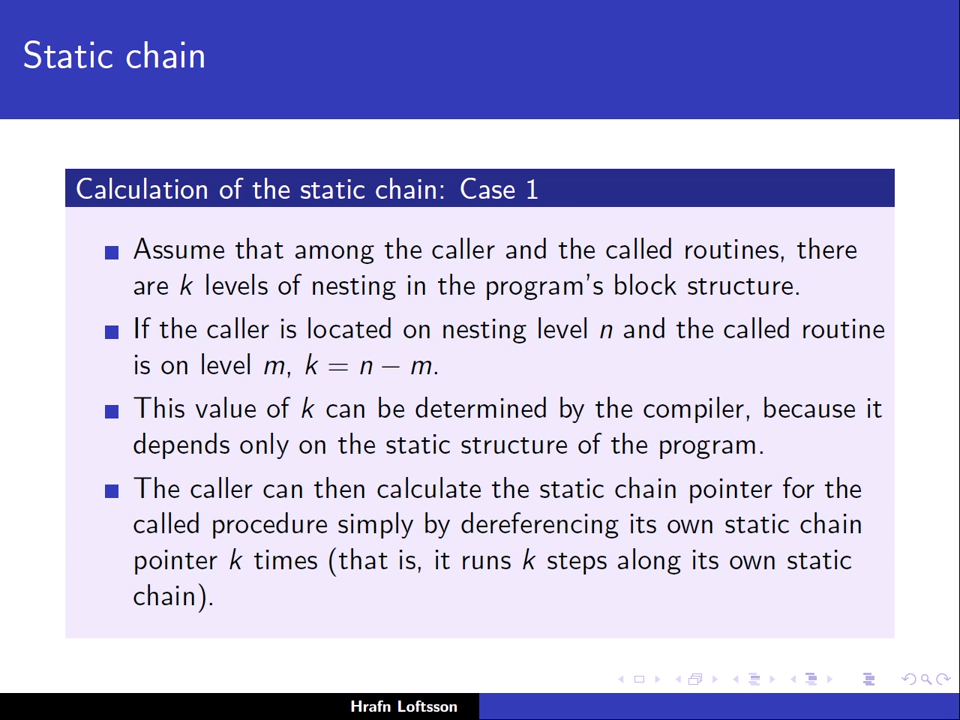 Static chain
Calculation of the static chain: Case 1
Assume that among the caller and the called routines, there
are k levels of nesting in the program's block structure.
If the caller is located on nesting level n and the called routine
is on level m, k = n − m.
This value of k can be determined by the compiler, because it
depends only on the static structure of the program.
The caller can then calculate the static chain pointer for the
called procedure simply by dereferencing its own static chain
pointer k times (that is, it runs k steps along its own static
chain).
Hrafn Loftsson